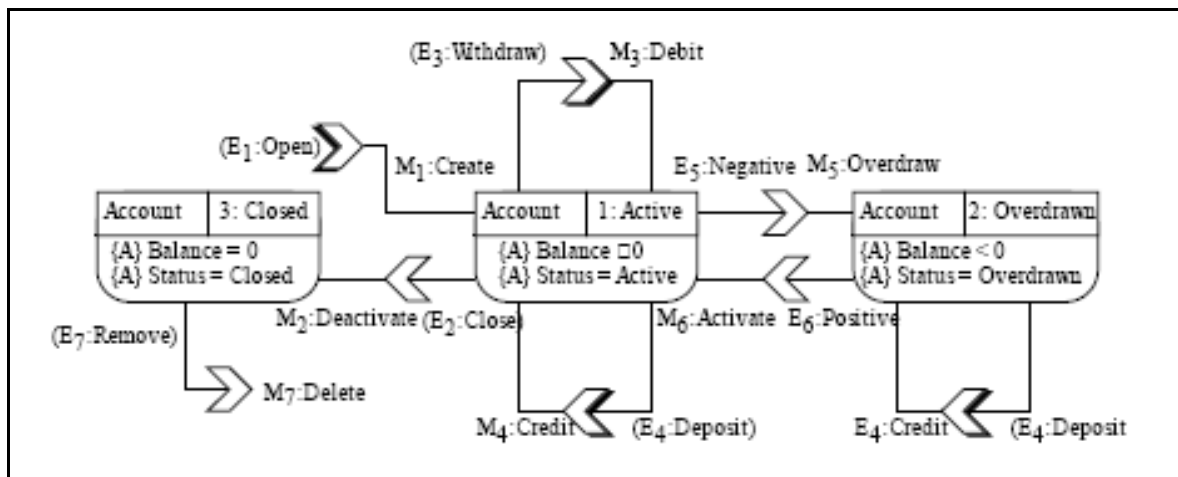 (E3:Withdraw) M3:Debit
(E1:Open)
M1:Create
E5:Negative M5:Overdraw
Account 3: Closed
{A} Balance = 0
{A} Status = Closed
Account 1: Active
{A} Balance □0
{A} Status = Active
Account 2: Overdrawn
{A} Balance < 0
{A} Status = Overdrawn
M2:Deactivate (E2:Close)
M6:Activate E6:Positive
(E7:Remove)
M7:Delete
M4:Credit (E4:Deposit)
E4:Credit (E4:Deposit